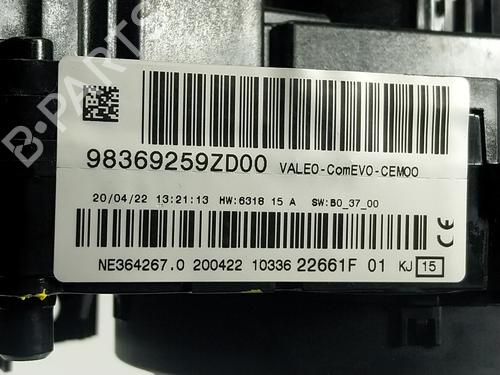 98369259ZD00 VALEO-ComEVO-CEM00
20/04/22 13:21:13 HW:6318 15 A SW:B0_37_00
CE
NE364267.0 200422 10336 22661F 01 KJ 15
B-PARTS